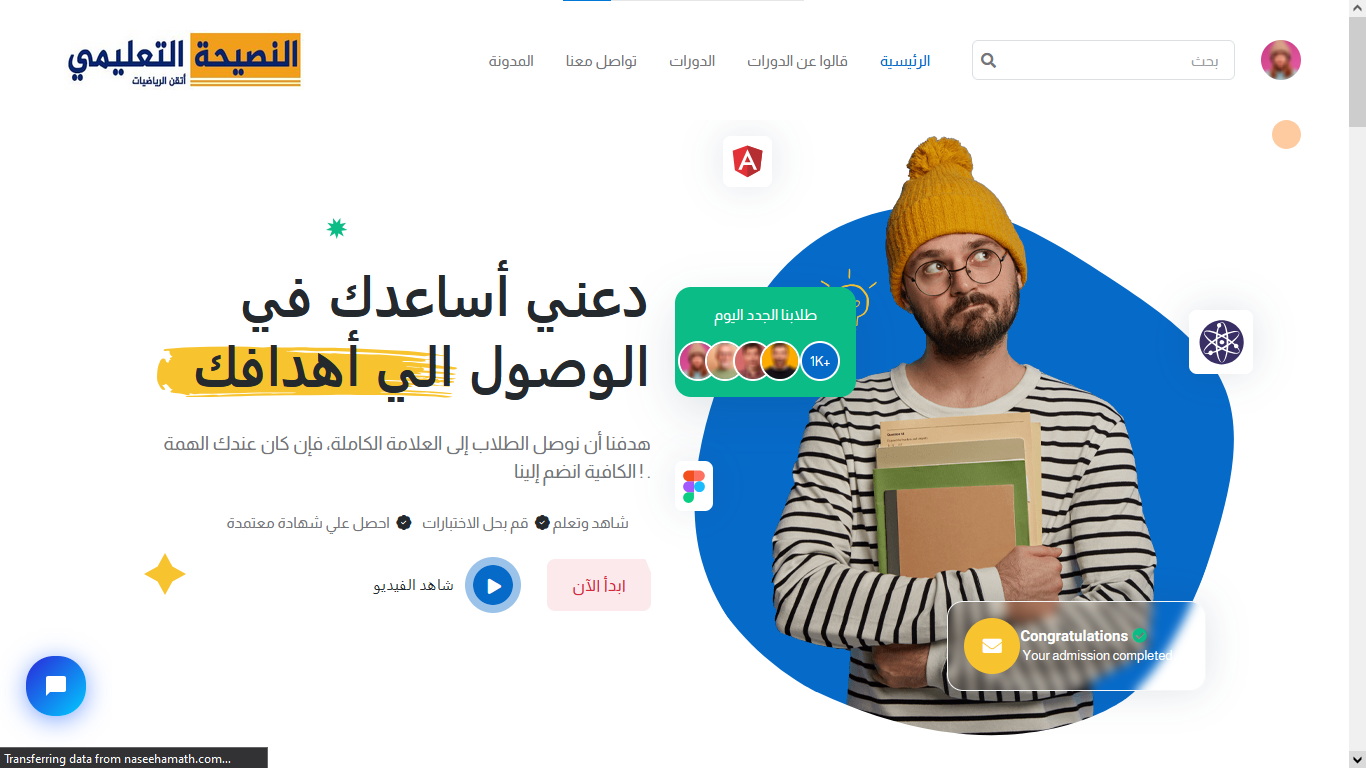 النصيحة التعليمي
أتقن الرياضيات
بحث
الرئيسية
قالوا عن الدورات
الدورات
تواصل معنا
المدونة
دعني أساعدك في
الوصول الي أهدافك
هدفنا أن نوصل الطلاب إلى العلامة الكاملة، فإن كان عندك الهمة
الكافية انضم إلينا ! .
شاهد وتعلم
قم بحل الاختبارات
احصل علي شهادة معتمدة
ابدأ الآن
شاهد الفيديو
طلابنا الجدد اليوم
1K+
Congratulations
Your admission completed
Transferring data from naseehamath.com...